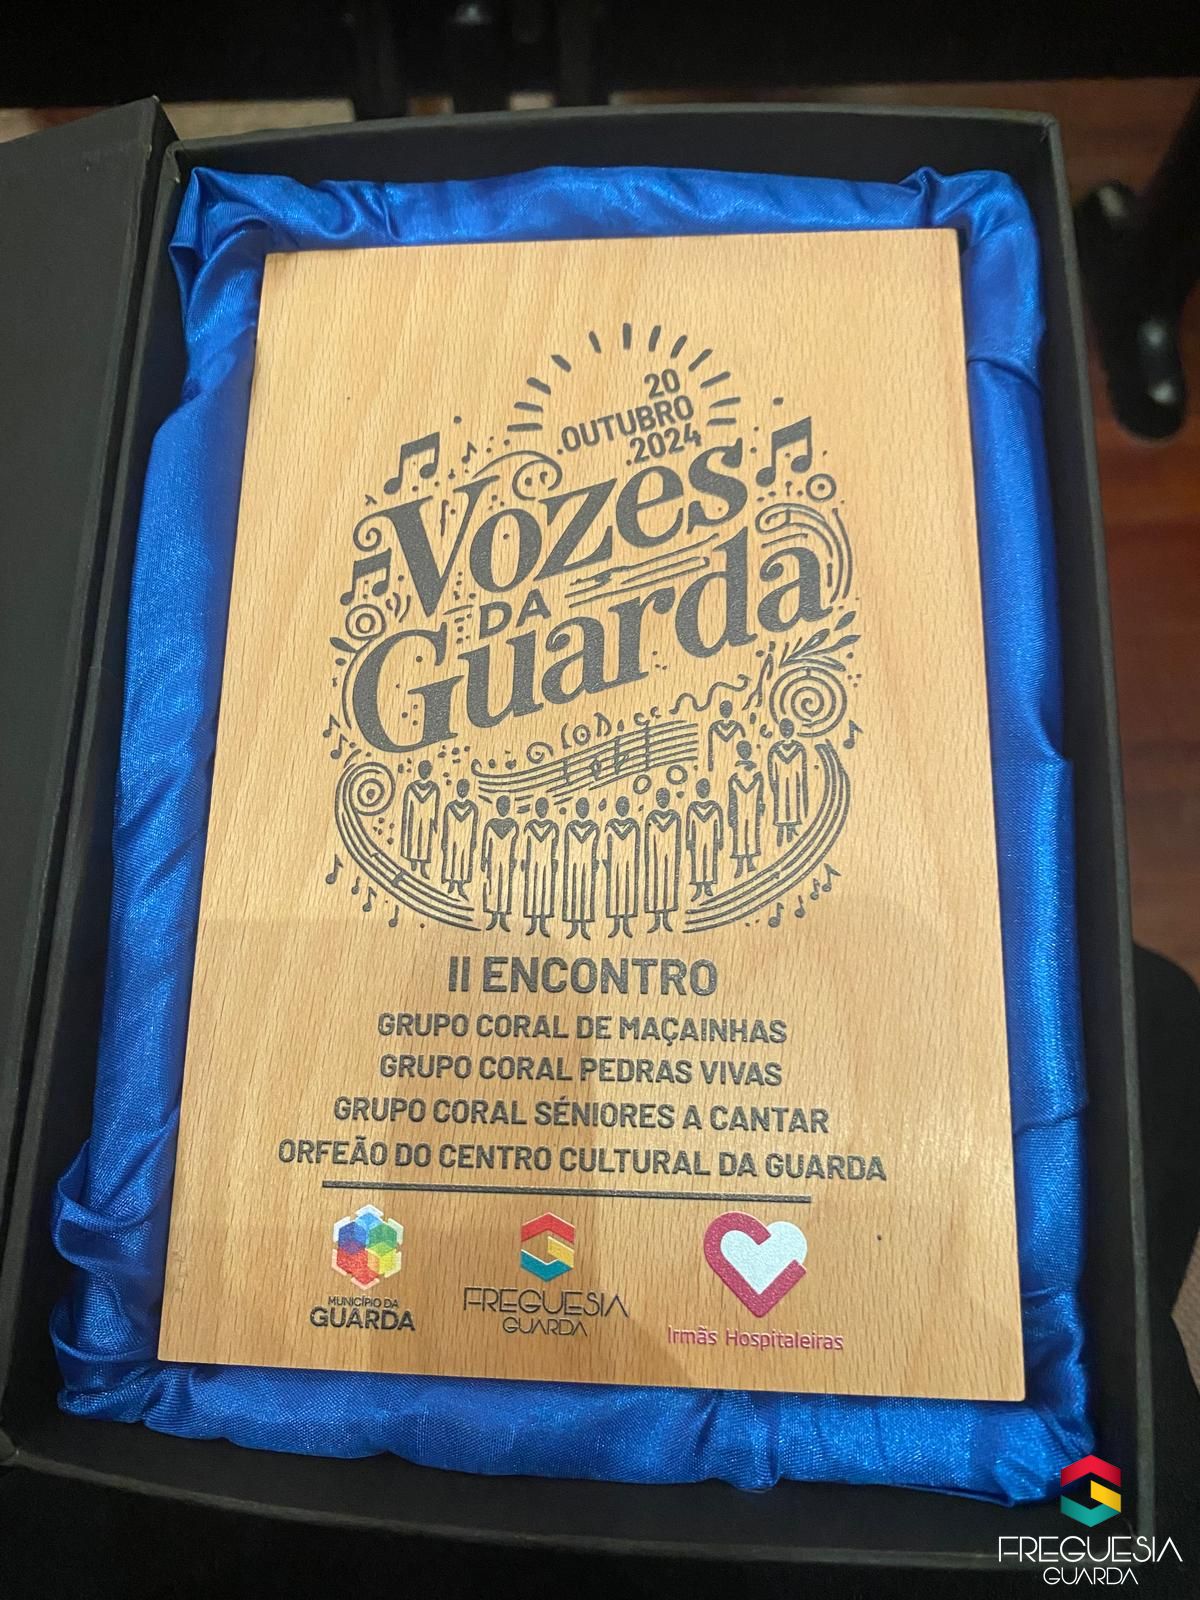 20
.OUTUBRO
.2024
Vozes
DA
Guarda
II ENCONTRO
GRUPO CORAL DE MAÇAINHAS
GRUPO CORAL PEDRAS VIVAS
GRUPO CORAL SÉNIORES A CANTAR
ORFEÃO DO CENTRO CULTURAL DA GUARDA
MUNICÍPIO DA
GUARDA
FREGUESIA
GUARDA
Irmãs Hospitaleiras
FREGUESIA
GUARDA